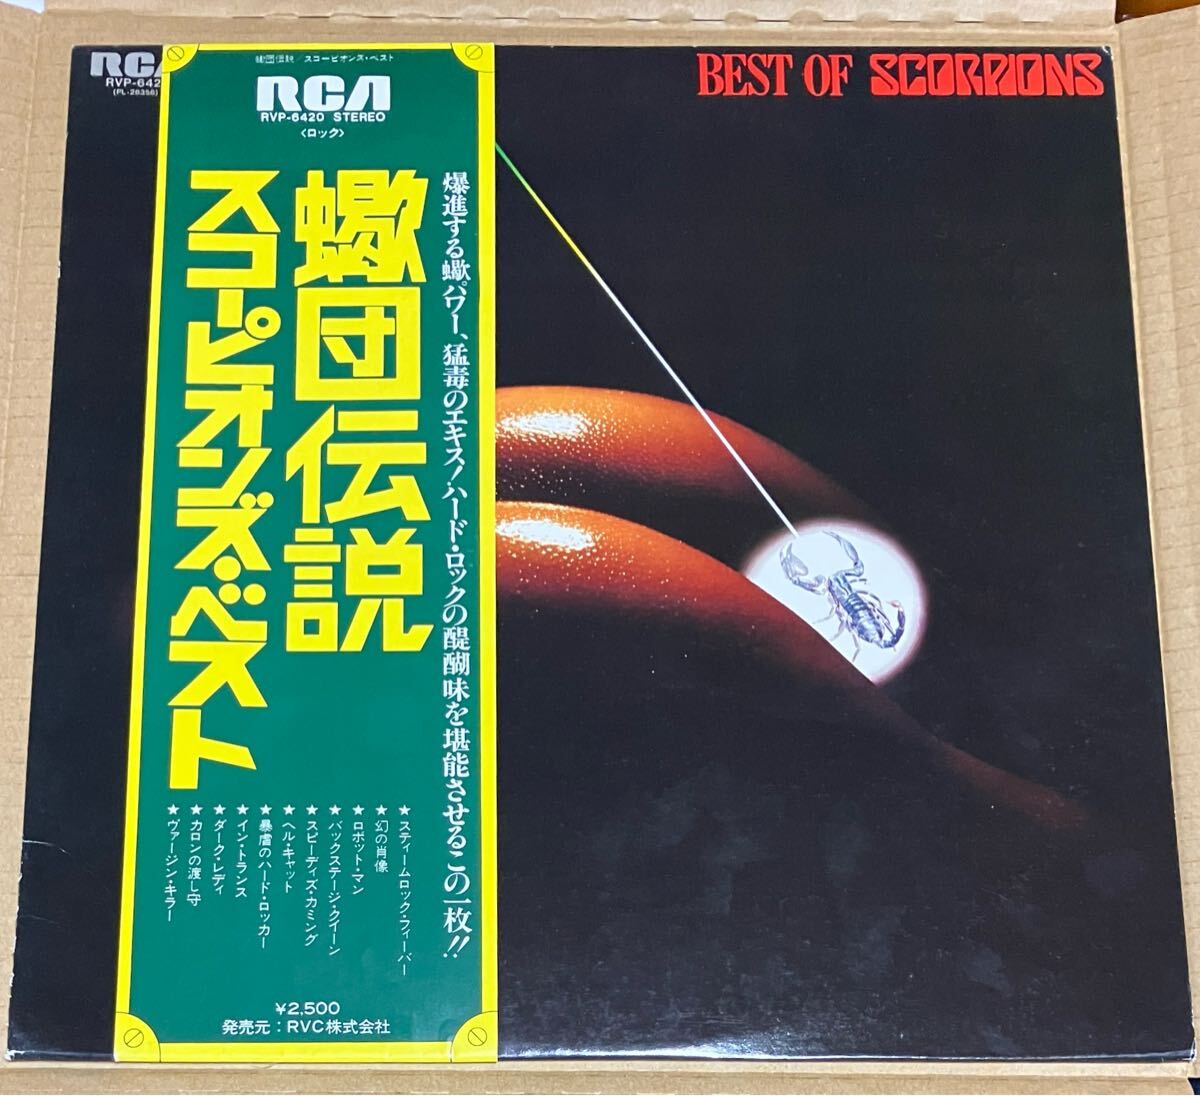 RCA
RVP-642
(PL-28356)
蠍団伝説／スコーピオンズ・ベスト
RCA
RVP-6420 STEREO
〈ロック〉
BEST OF SCORPIONS
爆進する蠍パワー、猛毒のエキス!ハード・ロックの醍醐味を堪能させるこの一枚!!
蠍団伝説
スコーピオンズ・ベスト
★スティームロック・フィーバー
★幻の肖像
★ロボット・マン
★バックステージ・クイーン
★スピーディズ・カミング
★ヘル・キャット
★暴虐のハード・ロッカー
★イン・トランス
★ダーク・レディ
★カロンの渡し守
★ヴァージン・キラー
¥2,500
発売元：RVC株式会社